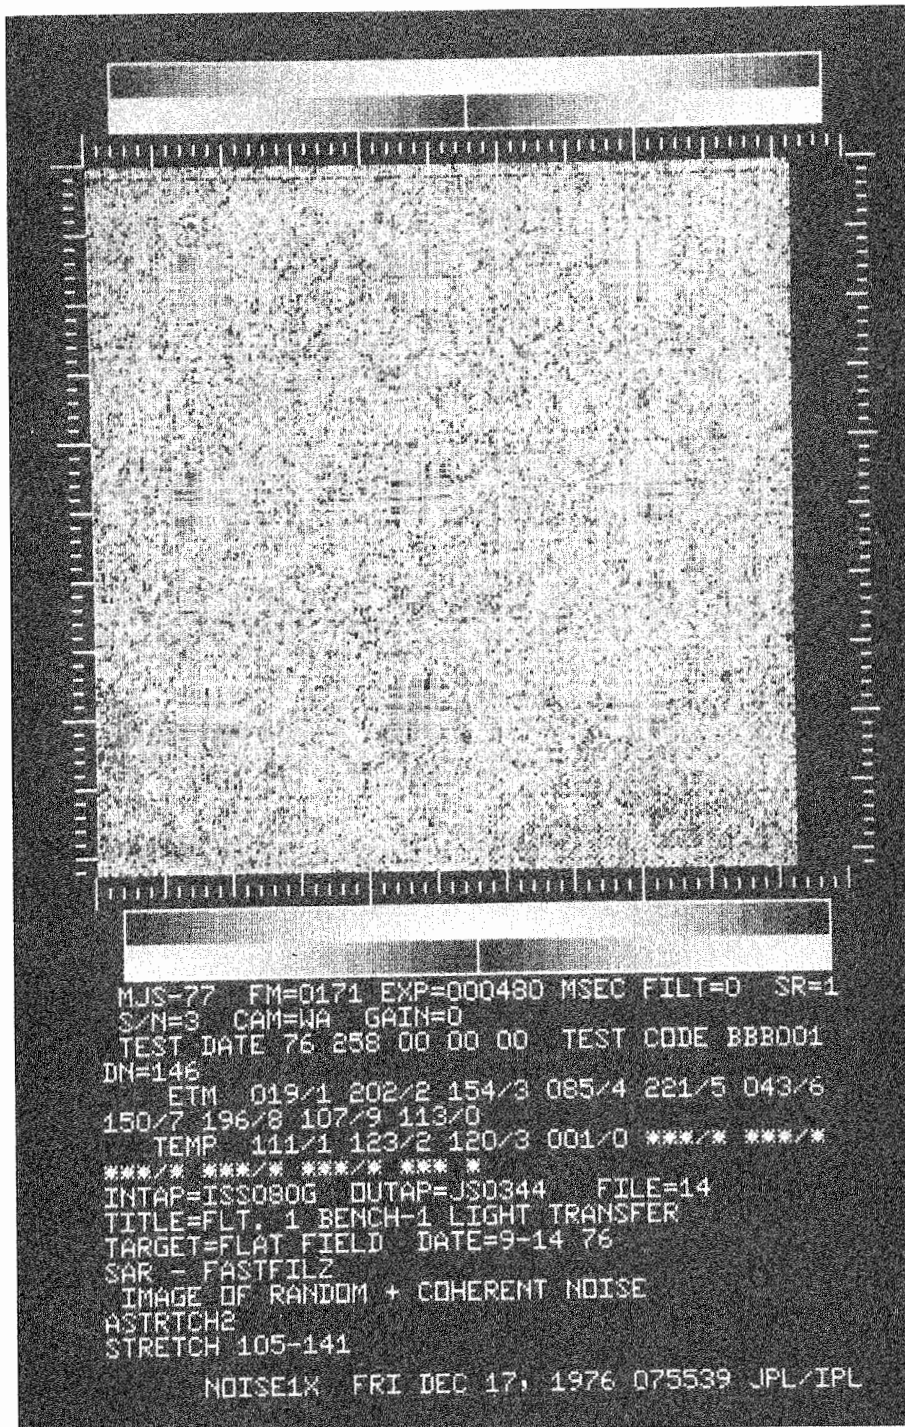 MJS-77 FM=0171 EXP=000480 MSEC FILT=0 SR=1
S/N=3 CAM=WA GAIN=0
TEST DATE 76 258 00 00 00 TEST CODE BBB001
DN=146
ETM 019/1 202/2 154/3 085/4 221/5 043/6
150/7 196/8 107/9 113/0
TEMP 111/1 123/2 120/3 001/0 ***/* ***/*
***/* ***/* ***/* *** *
INTAP=ISS080G OUTAP=JS0344 FILE=14
TITLE=FLT. 1 BENCH-1 LIGHT TRANSFER
TARGET=FLAT FIELD DATE=9-14 76
SAR - FASTFIL2
IMAGE OF RANDOM + COHERENT NOISE
ASTRTCH2
STRETCH 105-141
NOISE1X FRI DEC 17, 1976 075539 JPL/IPL